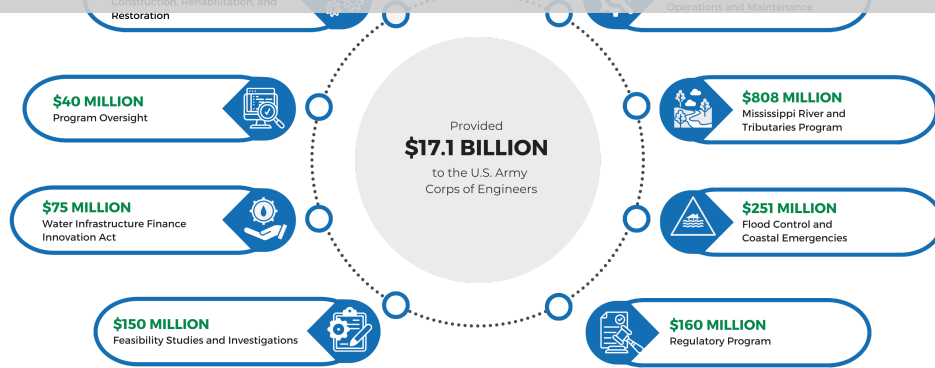 Construction, Rehabilitation, and
Restoration
Operations and Maintenance
$40 MILLION
Program Oversight
$808 MILLION
Mississippi River and
Tributaries Program
Provided
$17.1 BILLION
to the U.S. Army
Corps of Engineers
$75 MILLION
Water Infrastructure Finance
Innovation Act
$251 MILLION
Flood Control and
Coastal Emergencies
$150 MILLION
Feasibility Studies and Investigations
$160 MILLION
Regulatory Program